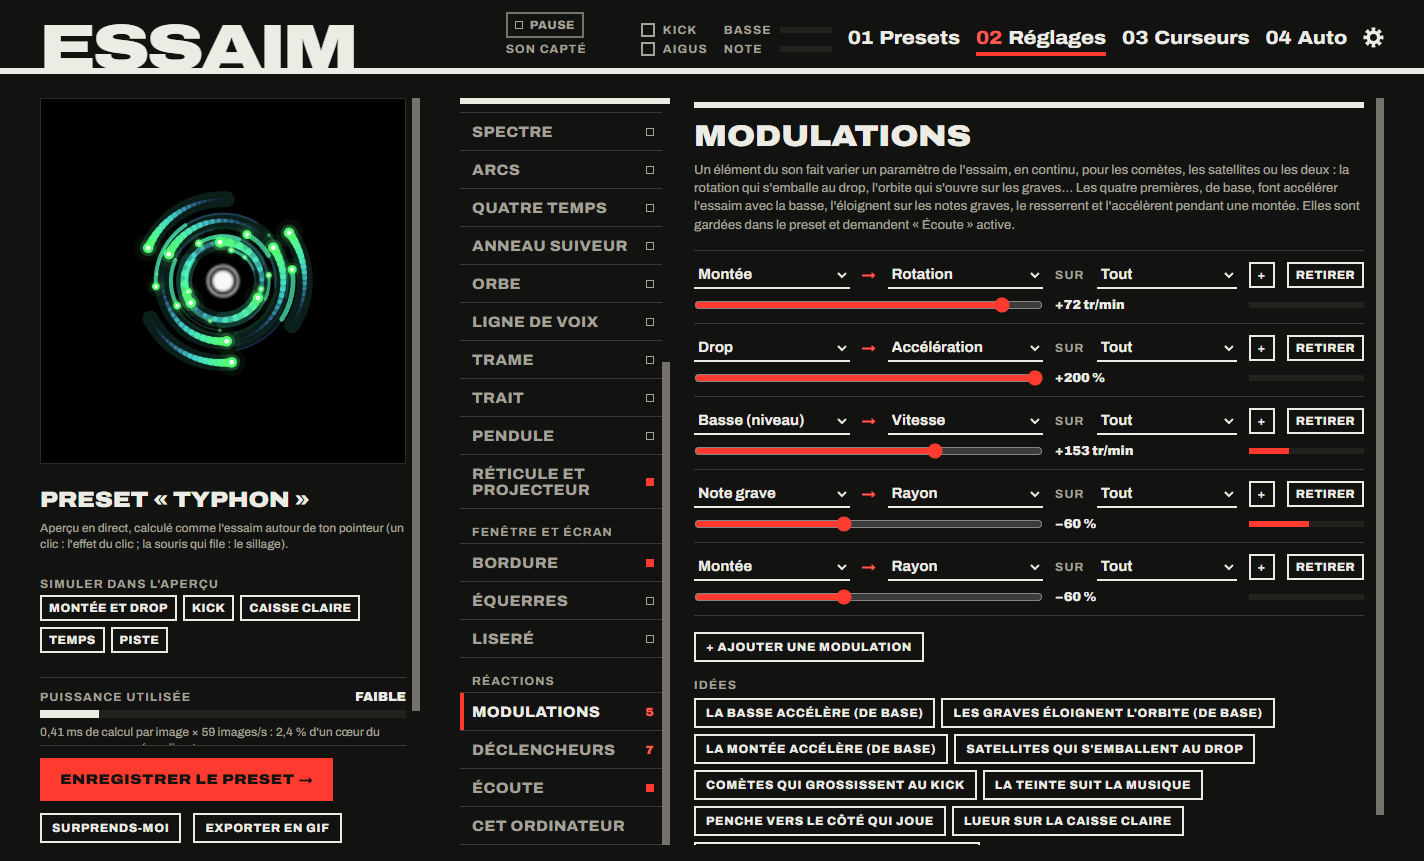 ESSAIM
PAUSE
SON CAPTÉ
KICK
AIGUS
BASSE
NOTE
01 Presets
02 Réglages
03 Curseurs
04 Auto
PRESET « TYPHON »
Aperçu en direct, calculé comme l'essaim autour de ton pointeur (un
clic : l'effet du clic ; la souris qui file : le sillage).
SIMULER DANS L'APERÇU
MONTÉE ET DROP
KICK
CAISSE CLAIRE
TEMPS
PISTE
PUISSANCE UTILISÉE
FAIBLE
0,41 ms de calcul par image × 59 images/s : 2,4 % d'un cœur du
ENREGISTRER LE PRESET →
SURPRENDS-MOI
EXPORTER EN GIF
SPECTRE
ARCS
QUATRE TEMPS
ANNEAU SUIVEUR
ORBE
LIGNE DE VOIX
TRAME
TRAIT
PENDULE
RÉTICULE ET
PROJECTEUR
FENÊTRE ET ÉCRAN
BORDURE
ÉQUERRES
LISERÉ
RÉACTIONS
MODULATIONS 5
DÉCLENCHEURS 7
ÉCOUTE
CET ORDINATEUR
MODULATIONS
Un élément du son fait varier un paramètre de l'essaim, en continu, pour les comètes, les satellites ou les deux : la
rotation qui s'emballe au drop, l'orbite qui s'ouvre sur les graves… Les quatre premières, de base, font accélérer
l'essaim avec la basse, l'éloignent sur les notes graves, le resserrent et l'accélèrent pendant une montée. Elles sont
gardées dans le preset et demandent « Écoute » active.
Montée → Rotation SUR Tout + RETIRER
+72 tr/min
Drop → Accélération SUR Tout + RETIRER
+200 %
Basse (niveau) → Vitesse SUR Tout + RETIRER
+153 tr/min
Note grave → Rayon SUR Tout + RETIRER
−60 %
Montée → Rayon SUR Tout + RETIRER
−60 %
+ AJOUTER UNE MODULATION
IDÉES
LA BASSE ACCÉLÈRE (DE BASE)
LES GRAVES ÉLOIGNENT L'ORBITE (DE BASE)
LA MONTÉE ACCÉLÈRE (DE BASE)
SATELLITES QUI S'EMBALLENT AU DROP
COMÈTES QUI GROSSISSENT AU KICK
LA TEINTE SUIT LA MUSIQUE
PENCHE VERS LE CÔTÉ QUI JOUE
LUEUR SUR LA CAISSE CLAIRE